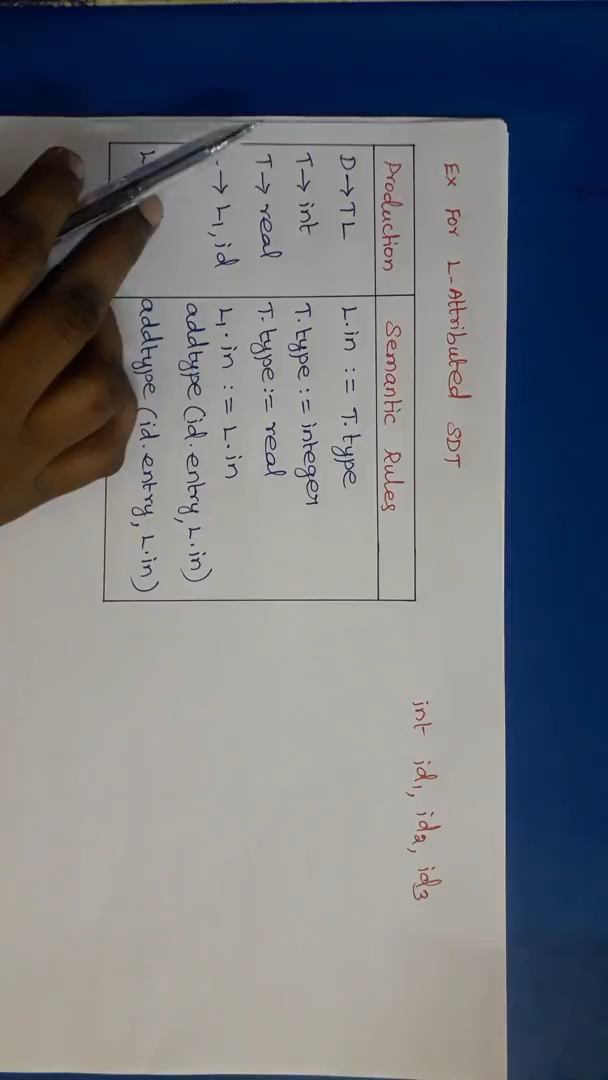 Ex For L-Attributed SDT
Production Semantic Rules
D → TL L.in := T.type
T → int T.type := integer
T → real T.type := real
→ L1, id L1.in := L.in
addtype (id.entry, L.in)
L addtype (id.entry, L.in)
int id1, id2, id3